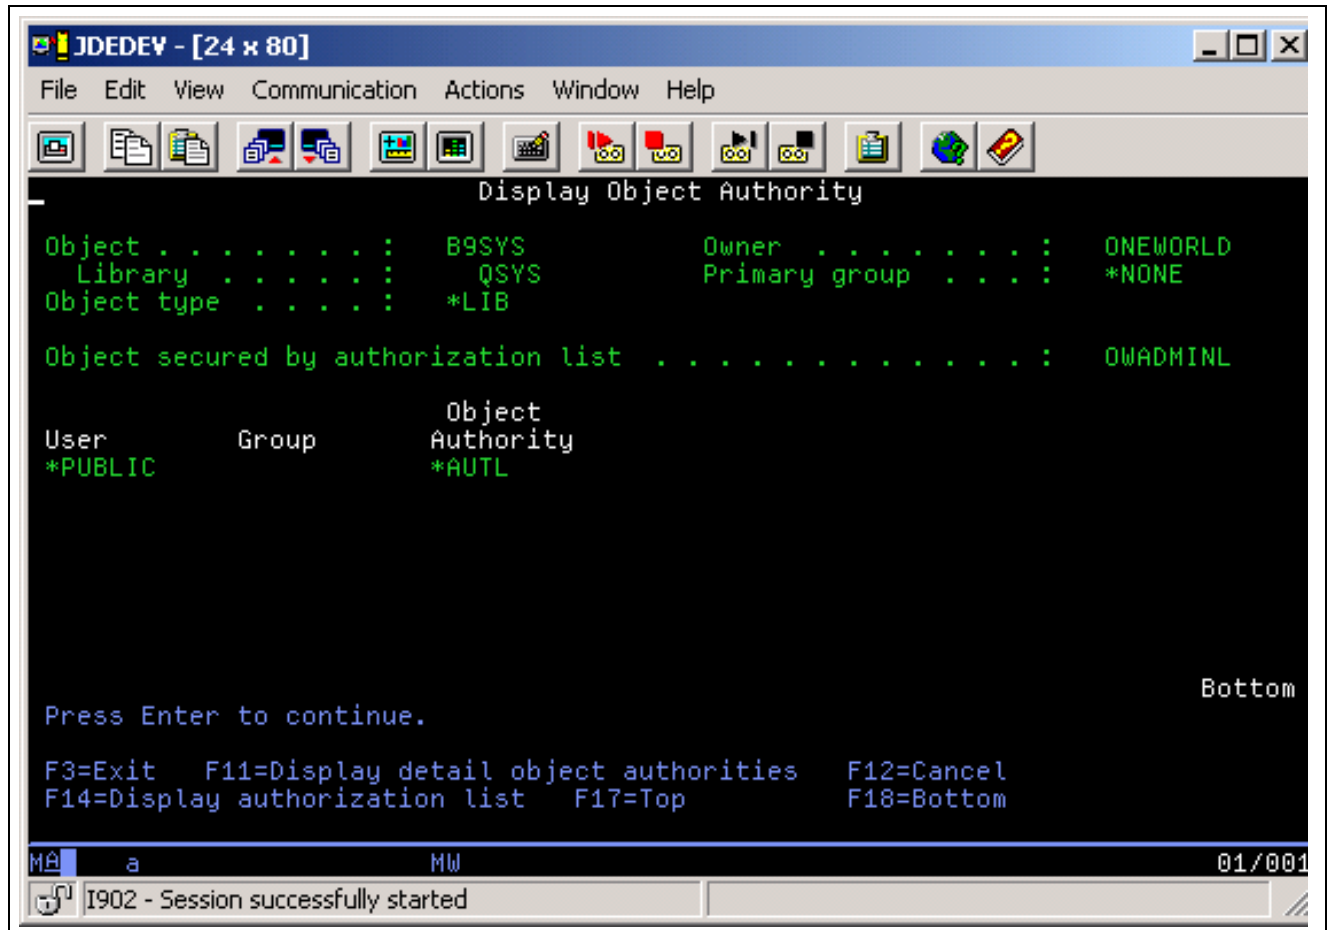 JDEDEV - [24 x 80]
File Edit View Communication Actions Window Help
Display Object Authority
Object . . . . . . . : B9SYS Owner . . . . . . . : ONEWORLD
Library . . . . . : QSYS Primary group . . . : *NONE
Object type . . . . : *LIB
Object secured by authorization list . . . . . . . . . . . . : OWADMINL
Object
User Group Authority
*PUBLIC *AUTL
Bottom
Press Enter to continue.
F3=Exit F11=Display detail object authorities F12=Cancel
F14=Display authorization list F17=Top F18=Bottom
MA a MW 01/001
I902 - Session successfully started